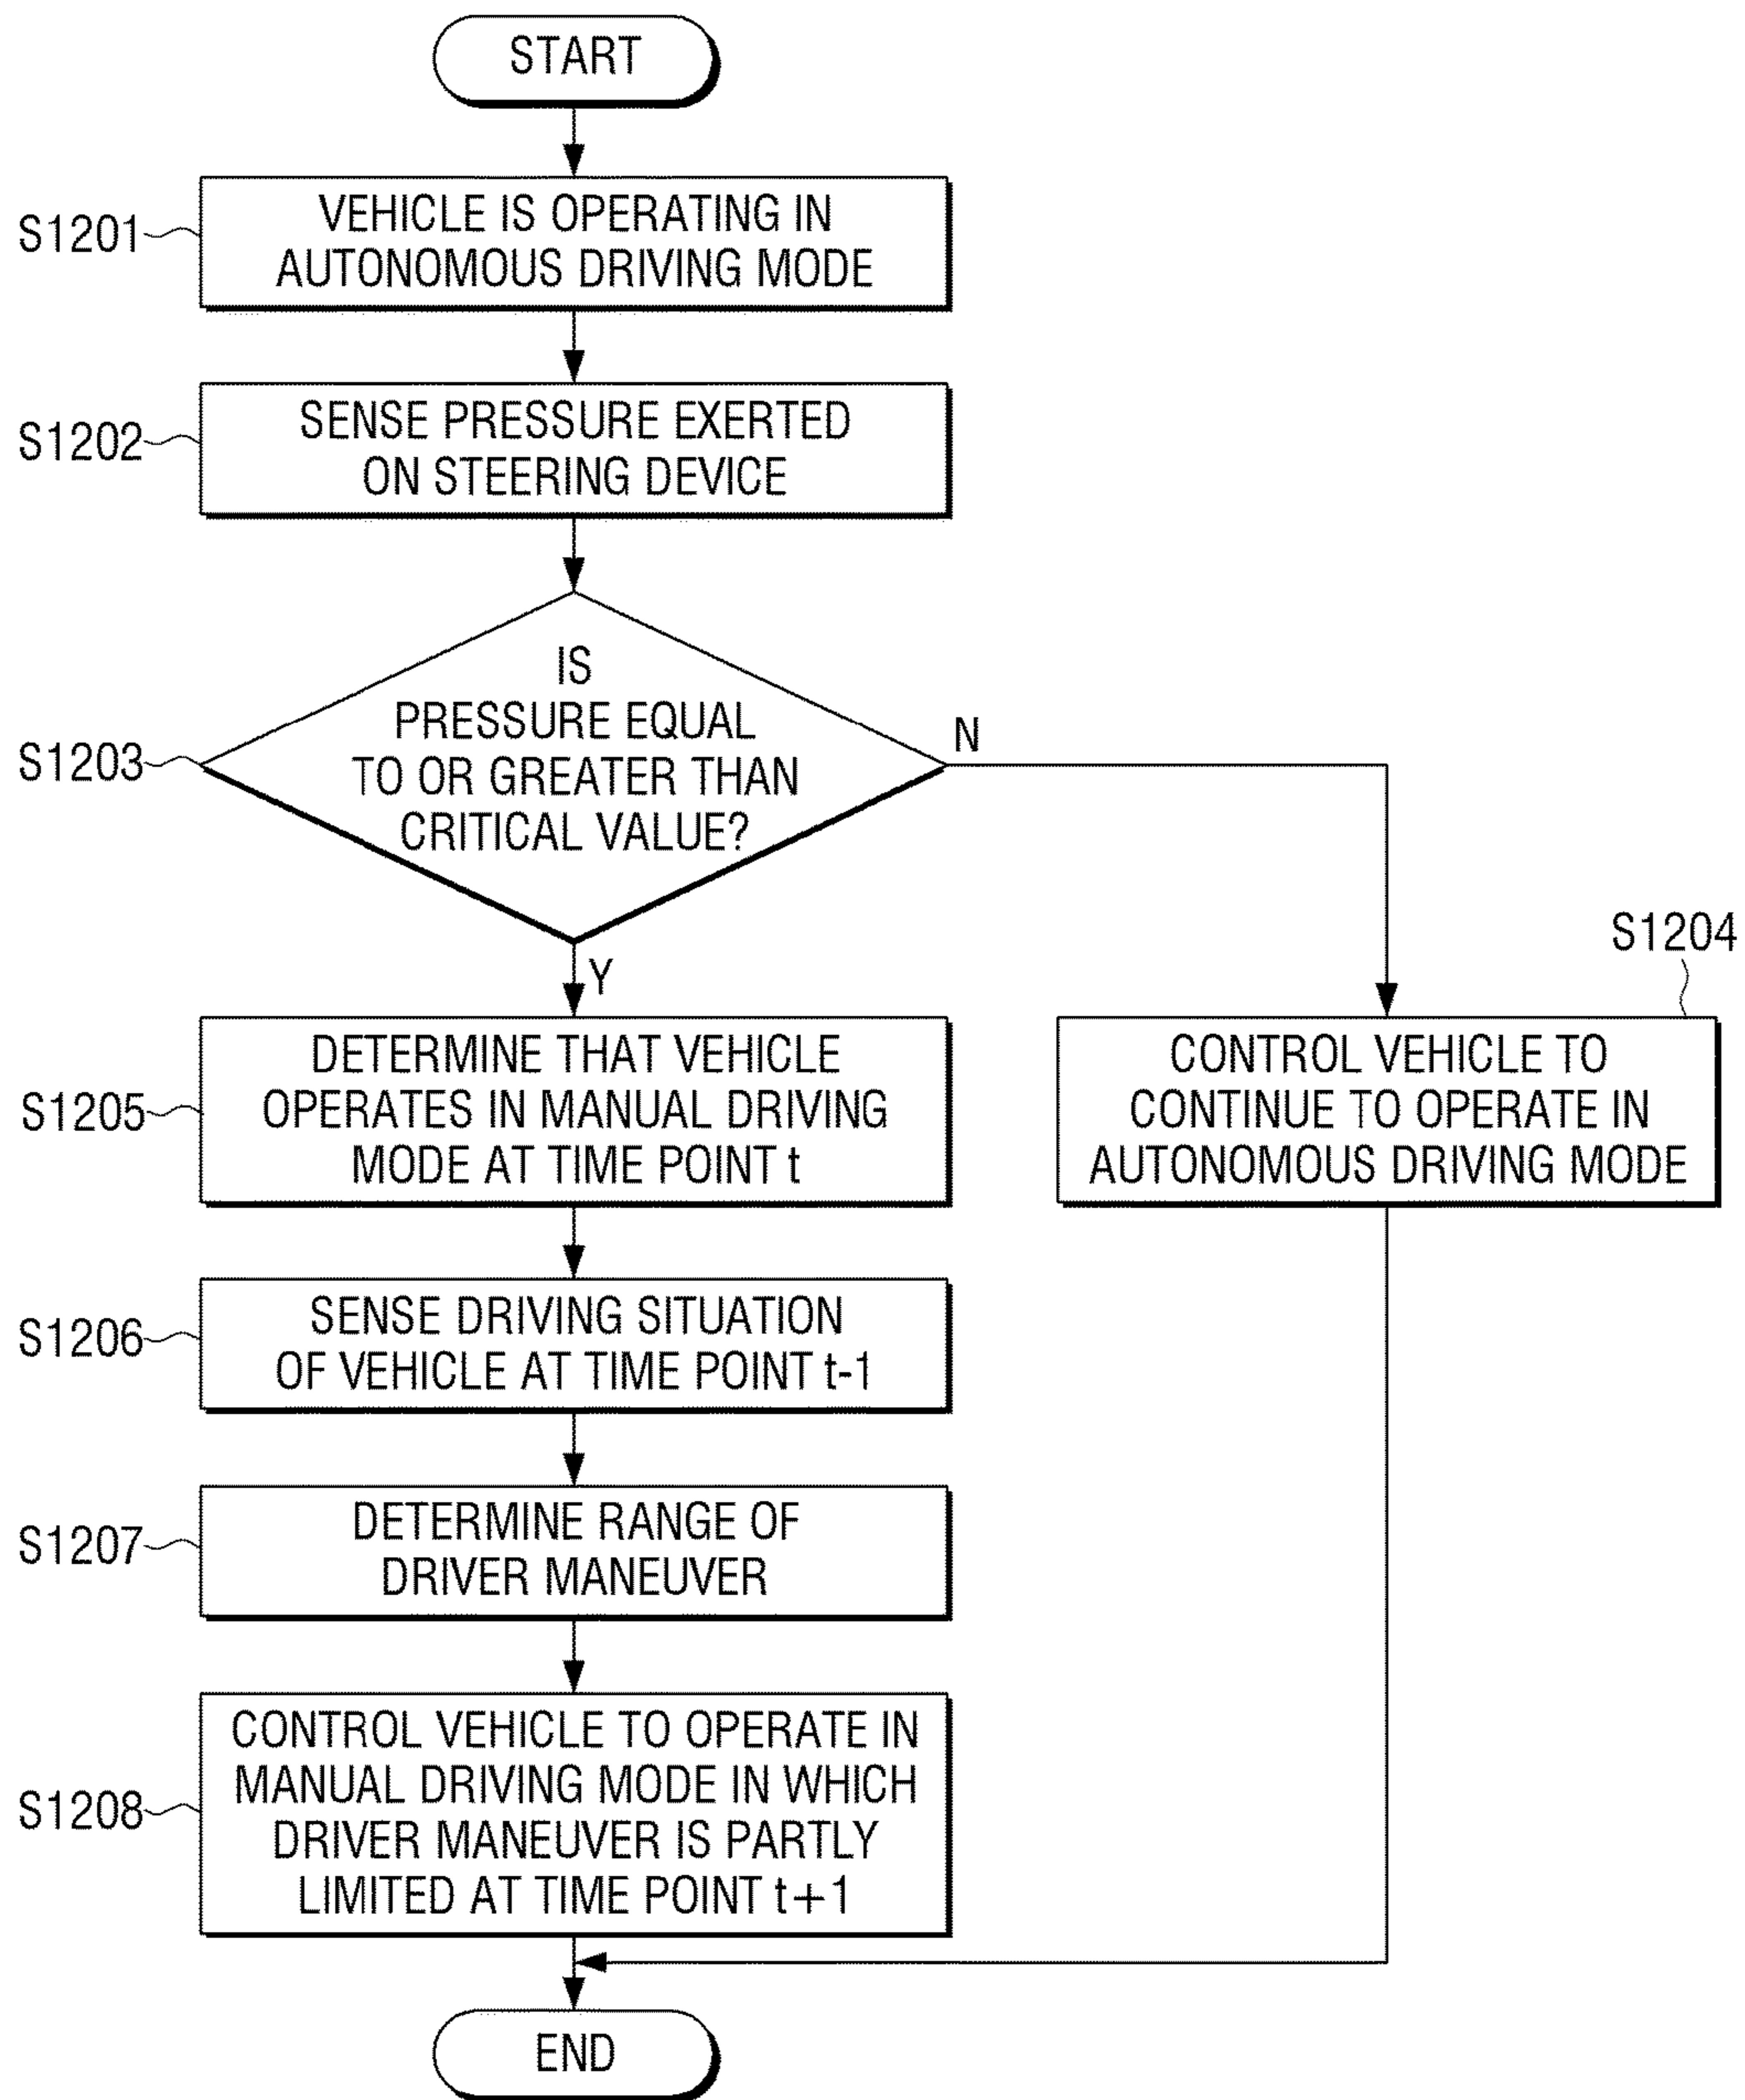 START
S1201
VEHICLE IS OPERATING IN
AUTONOMOUS DRIVING MODE
S1202
SENSE PRESSURE EXERTED
ON STEERING DEVICE
S1203
IS
PRESSURE EQUAL
TO OR GREATER THAN
CRITICAL VALUE?
N
Y
S1204
CONTROL VEHICLE TO
CONTINUE TO OPERATE IN
AUTONOMOUS DRIVING MODE
S1205
DETERMINE THAT VEHICLE
OPERATES IN MANUAL DRIVING
MODE AT TIME POINT t
S1206
SENSE DRIVING SITUATION
OF VEHICLE AT TIME POINT t-1
S1207
DETERMINE RANGE OF
DRIVER MANEUVER
S1208
CONTROL VEHICLE TO OPERATE IN
MANUAL DRIVING MODE IN WHICH
DRIVER MANEUVER IS PARTLY
LIMITED AT TIME POINT t+1
END